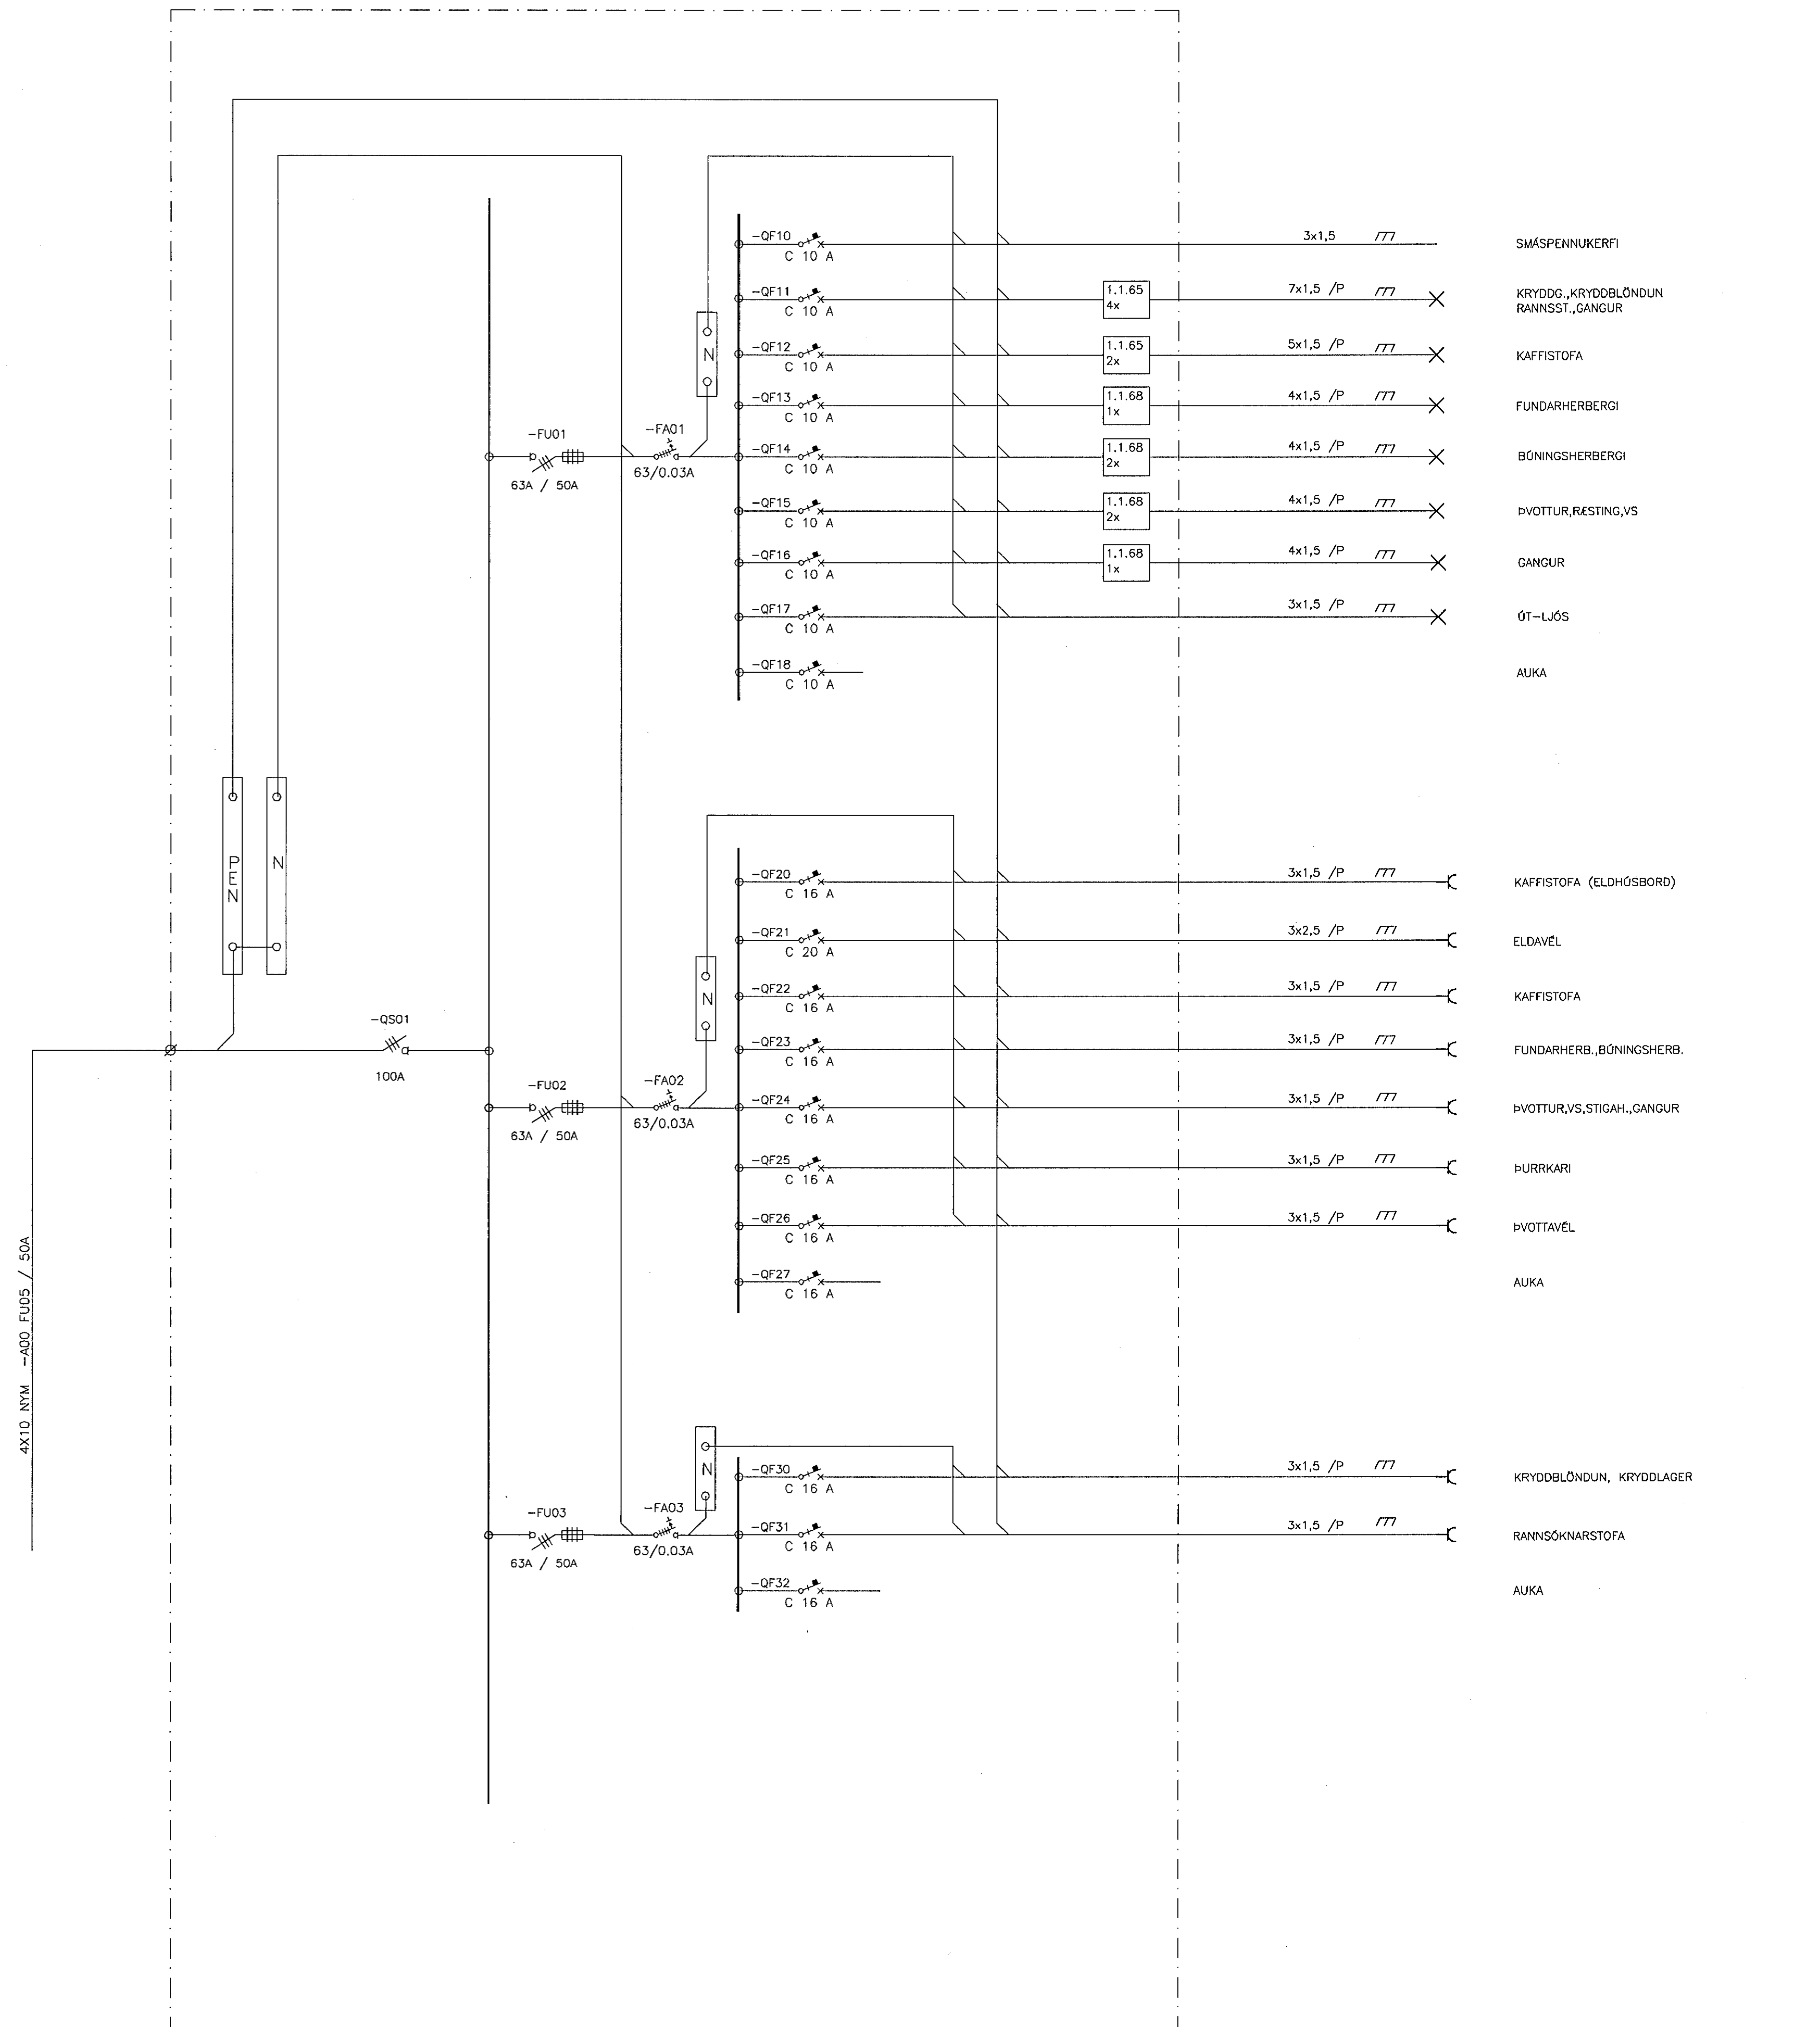 -QF10
C 10 A
3x1,5
SMÁSPENNUKERFI
-QF11
C 10 A
1.1.65
4x
7x1,5 /P
KRYDDG.,KRYDDBLÖNDUN
RANNSST.,GANGUR
-QF12
C 10 A
1.1.65
2x
5x1,5 /P
KAFFISTOFA
N
-QF13
C 10 A
1.1.68
1x
4x1,5 /P
FUNDARHERBERGI
-FU01
63A / 50A
-FA01
63/0.03A
-QF14
C 10 A
1.1.68
2x
4x1,5 /P
BÚNINGSHERBERGI
-QF15
C 10 A
1.1.68
2x
4x1,5 /P
ÞVOTTUR,RÆSTING,VS
-QF16
C 10 A
1.1.68
1x
4x1,5 /P
GANGUR
-QF17
C 10 A
3x1,5 /P
ÚT-LJÓS
-QF18
C 10 A
AUKA
PEN
N
-QF20
C 16 A
3x1,5 /P
KAFFISTOFA (ELDHÚSBORD)
-QF21
C 20 A
3x2,5 /P
ELDAVÉL
N
-QF22
C 16 A
3x1,5 /P
KAFFISTOFA
-QS01
100A
-QF23
C 16 A
3x1,5 /P
FUNDARHERB.,BÚNINGSHERB.
-FU02
63A / 50A
-FA02
63/0.03A
-QF24
C 16 A
3x1,5 /P
ÞVOTTUR,VS,STIGAH.,GANGUR
-QF25
C 16 A
3x1,5 /P
ÞURRKARI
-QF26
C 16 A
3x1,5 /P
ÞVOTTAVÉL
-QF27
C 16 A
AUKA
4X10 NYM -A00 FU05 / 50A
N
-QF30
C 16 A
3x1,5 /P
KRYDDBLÖNDUN, KRYDDLAGER
-FU03
63A / 50A
-FA03
63/0.03A
-QF31
C 16 A
3x1,5 /P
RANNSÓKNARSTOFA
-QF32
C 16 A
AUKA